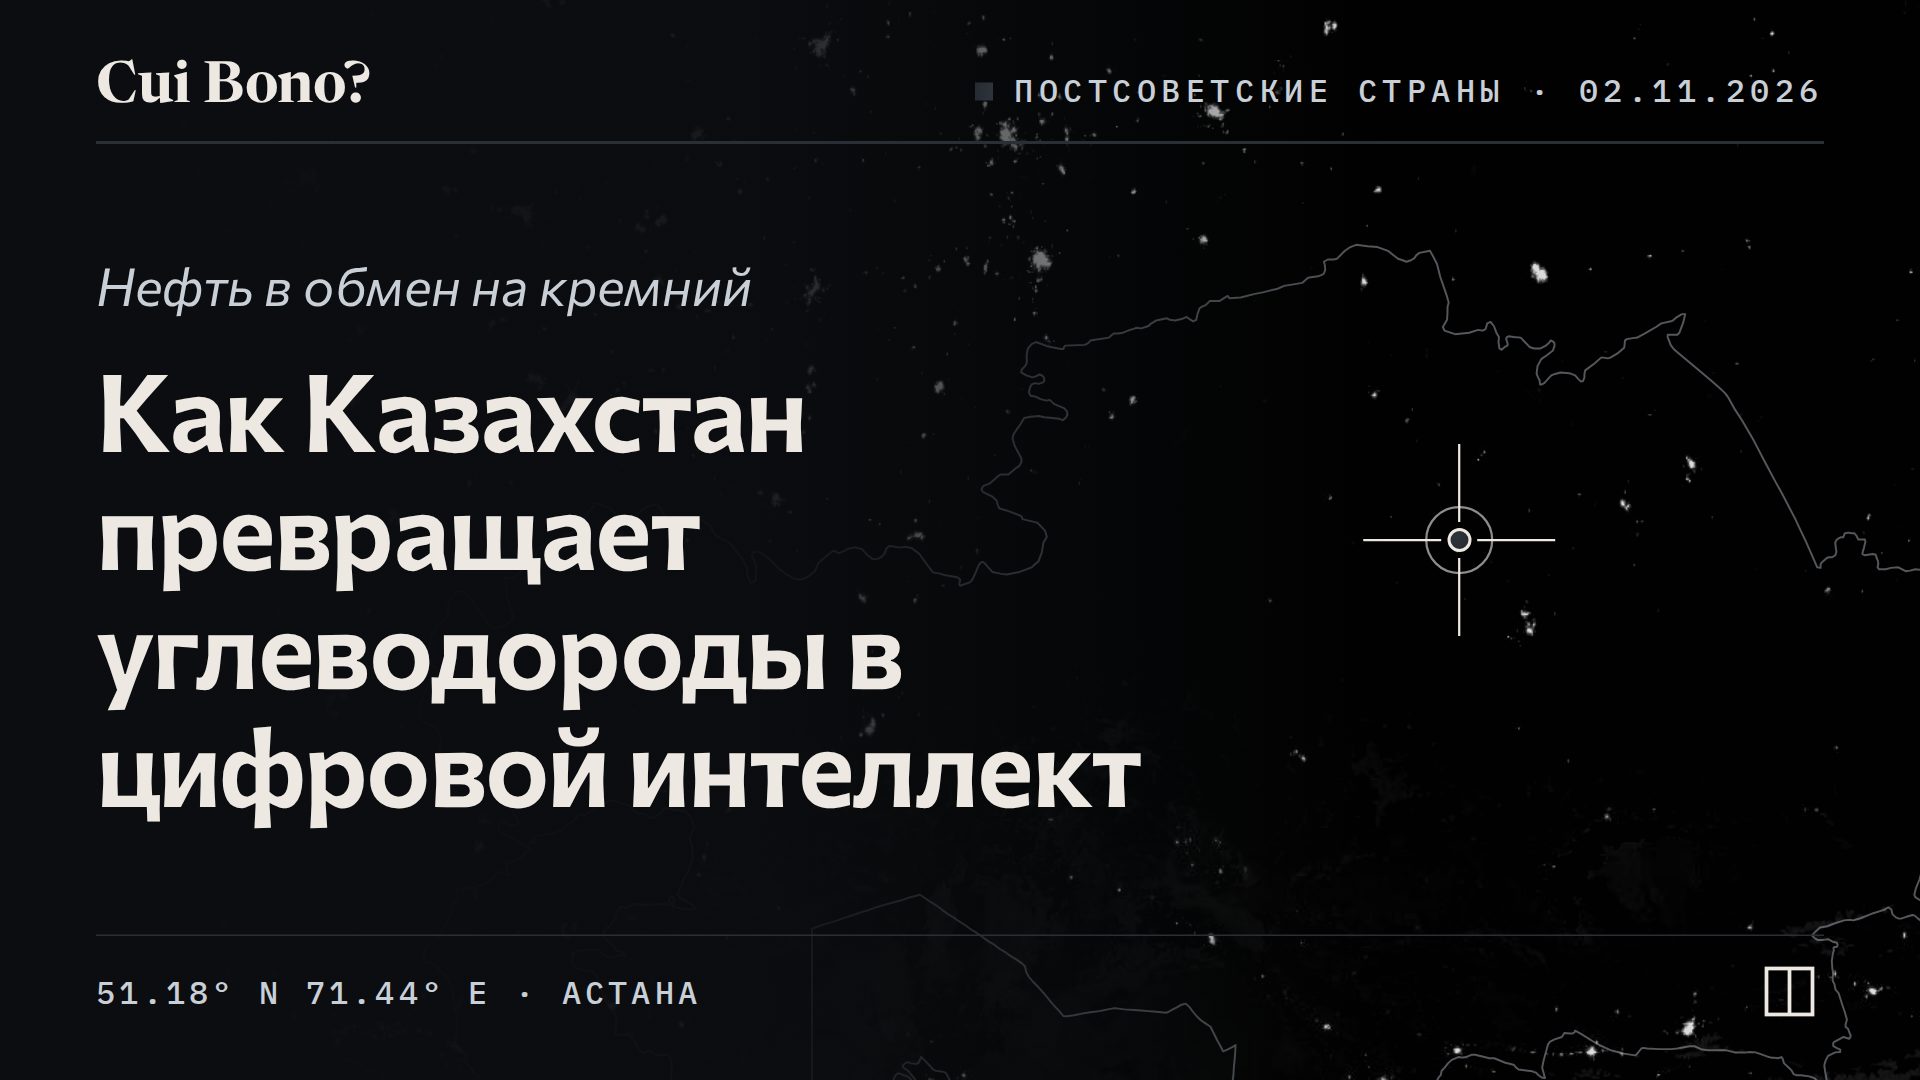 Cui Bono?
ПОСТСОВЕТСКИЕ СТРАНЫ · 02.11.2026
Нефть в обмен на кремний
Как Казахстан
превращает
углеводороды в
цифровой интеллект
51.18° N 71.44° E · АСТАНА